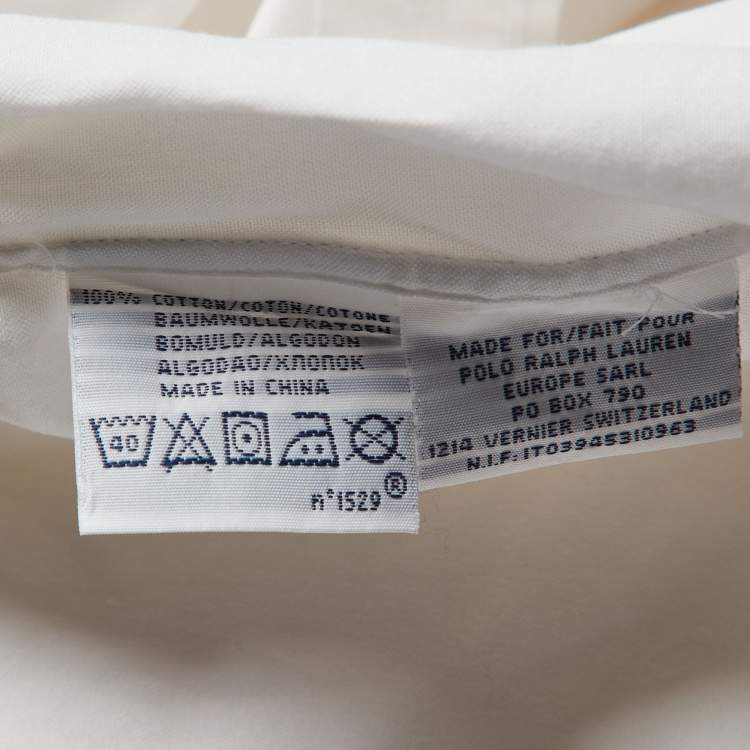 100% COTTON/COTON/COTONE
BAUMWOLLE/KATOEN
BOMULD/ALGODON
ALGODAO/ΚΠΟΠΟΚ
MADE IN CHINA
40
n°1529®
MADE FOR/FAIT POUR
POLO RALPH LAUREN
EUROPE SARL
PO BOX 790
1214 VERNIER SWITZERLAND
N.I.F: IT03945310963